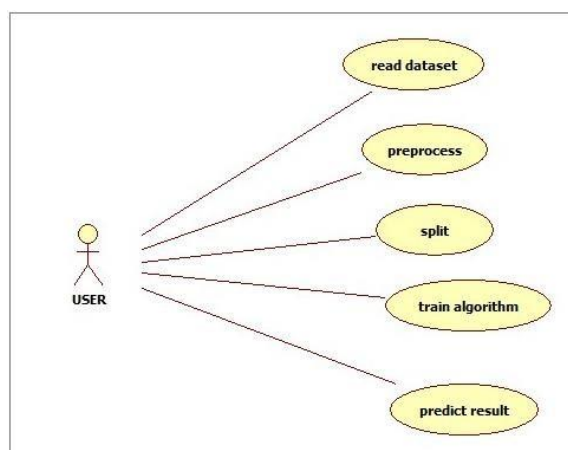 read dataset
preprocess
split
train algorithm
predict result
USER